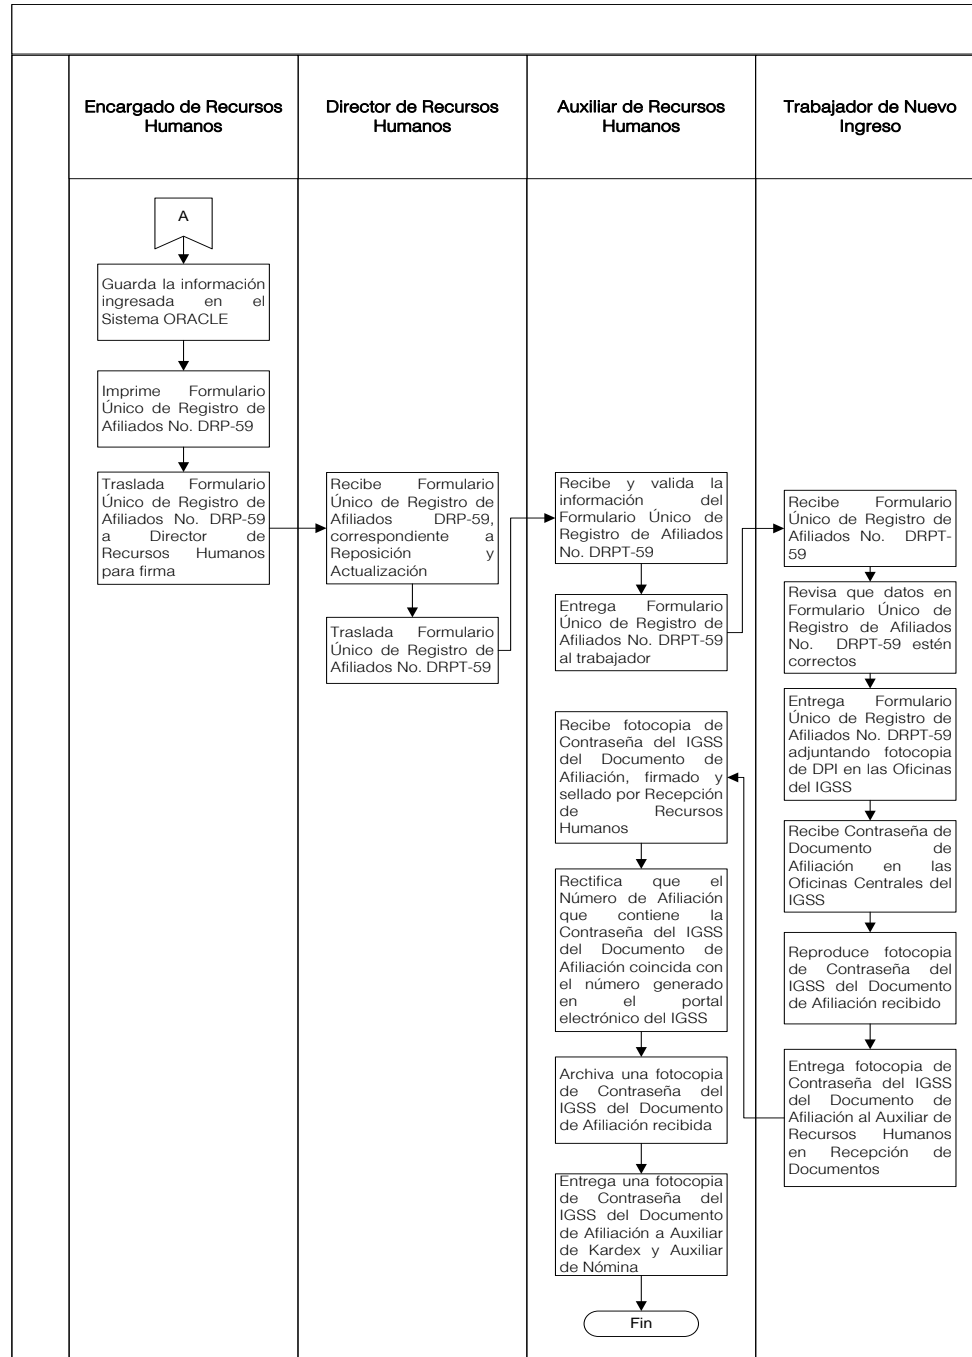 Encargado de Recursos
Humanos
Director de Recursos
Humanos
Auxiliar de Recursos
Humanos
Trabajador de Nuevo
Ingreso
A
Guarda la información
ingresada en el
Sistema ORACLE
Imprime Formulario
Único de Registro de
Afiliados No. DRP-59
Traslada Formulario
Único de Registro de
Afiliados No. DRP-59
a Director de
Recursos Humanos
para firma
Recibe Formulario
Único de Registro de
Afiliados DRP-59,
correspondiente a
Reposición y
Actualización
Traslada Formulario
Único de Registro de
Afiliados No. DRPT-59
Recibe y valida la
información del
Formulario Único de
Registro de Afiliados
No. DRPT-59
Entrega Formulario
Único de Registro de
Afiliados No. DRPT-59
al trabajador
Recibe Formulario
Único de Registro de
Afiliados No. DRPT-
59
Revisa que datos en
Formulario Único de
Registro de Afiliados
No. DRPT-59 estén
correctos
Entrega Formulario
Único de Registro de
Afiliados No. DRPT-59
adjuntando fotocopia
de DPI en las Oficinas
del IGSS
Recibe Contraseña de
Documento de
Afiliación en las
Oficinas Centrales del
IGSS
Reproduce fotocopia
de Contraseña del
IGSS del Documento
de Afiliación recibido
Entrega fotocopia de
Contraseña del IGSS
del Documento de
Afiliación al Auxiliar de
Recursos Humanos
en Recepción de
Documentos
Recibe fotocopia de
Contraseña del IGSS
del Documento de
Afiliación, firmado y
sellado por Recepción
de Recursos
Humanos
Rectifica que el
Número de Afiliación
que contiene la
Contraseña del IGSS
del Documento de
Afiliación coincida con
el número generado
en el portal
electrónico del IGSS
Archiva una fotocopia
de Contraseña del
IGSS del Documento
de Afiliación recibida
Entrega una fotocopia
de Contraseña del
IGSS del Documento
de Afiliación a Auxiliar
de Kardex y Auxiliar
de Nómina
Fin